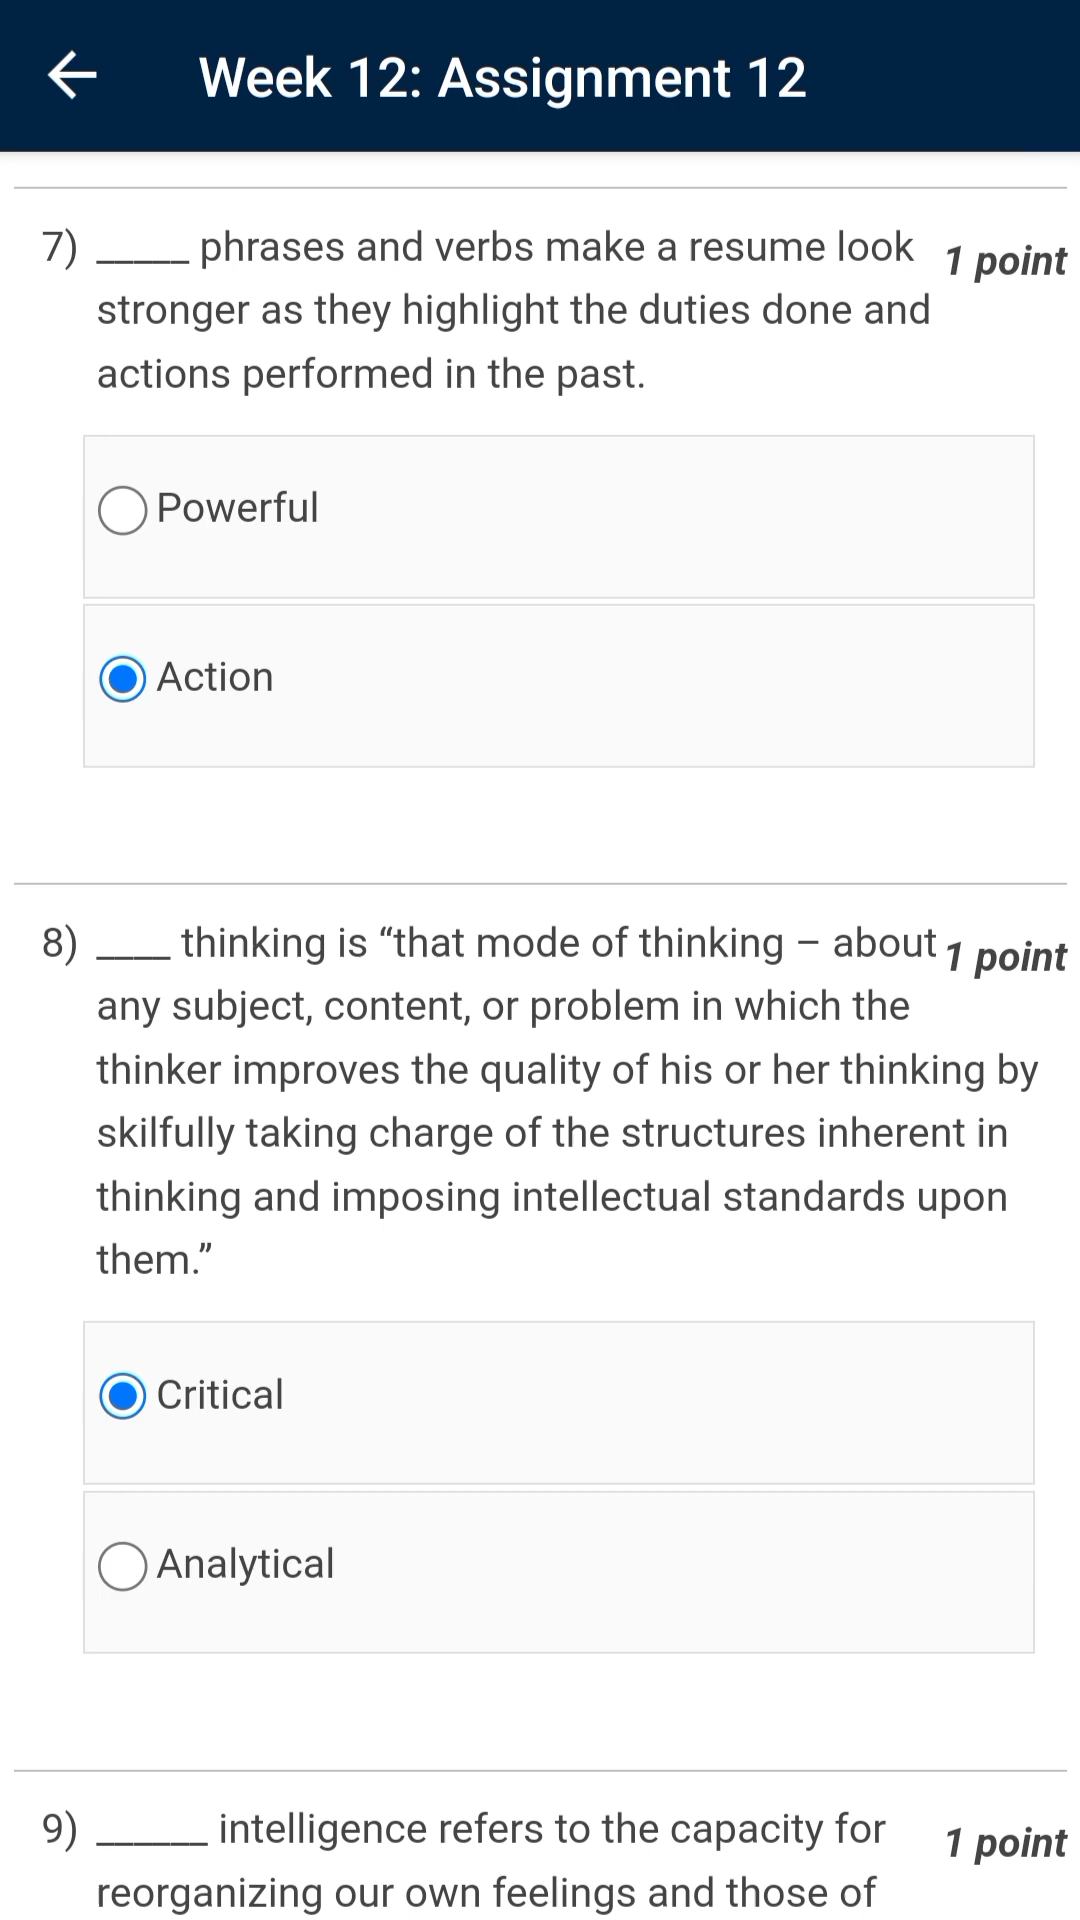 Week 12: Assignment 12
7) _____ phrases and verbs make a resume look 1 point
stronger as they highlight the duties done and
actions performed in the past.
Powerful
Action
8) ____ thinking is “that mode of thinking – about 1 point
any subject, content, or problem in which the
thinker improves the quality of his or her thinking by
skilfully taking charge of the structures inherent in
thinking and imposing intellectual standards upon
them.”
Critical
Analytical
9) ______ intelligence refers to the capacity for 1 point
reorganizing our own feelings and those of